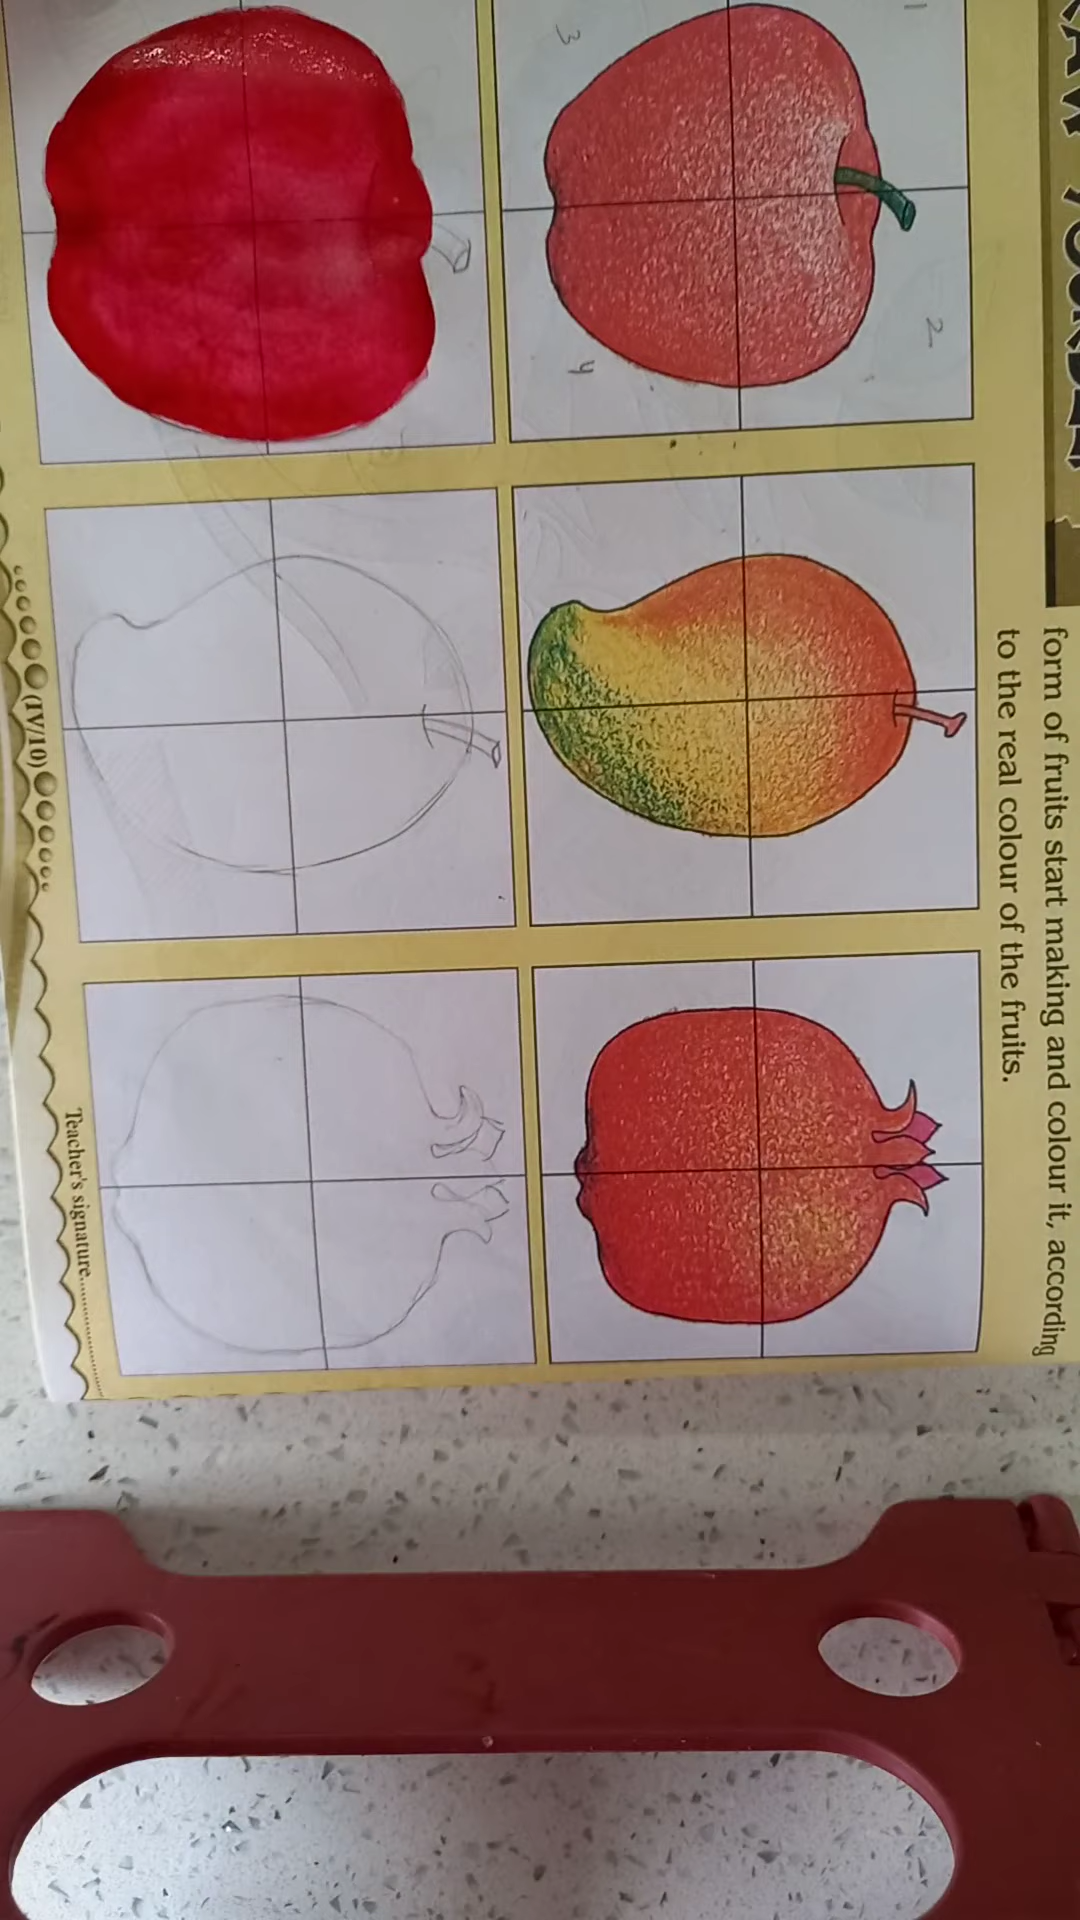 form of fruits start making and colour it, according
to the real colour of the fruits.
1
2
3
4
(IV/10)
Teacher's signature..................